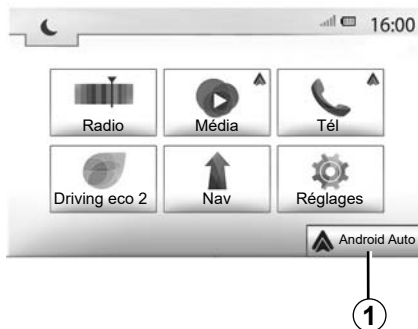 16:00
Radio
Média
Tél
Driving eco 2
Nav
Réglages
Android Auto
1